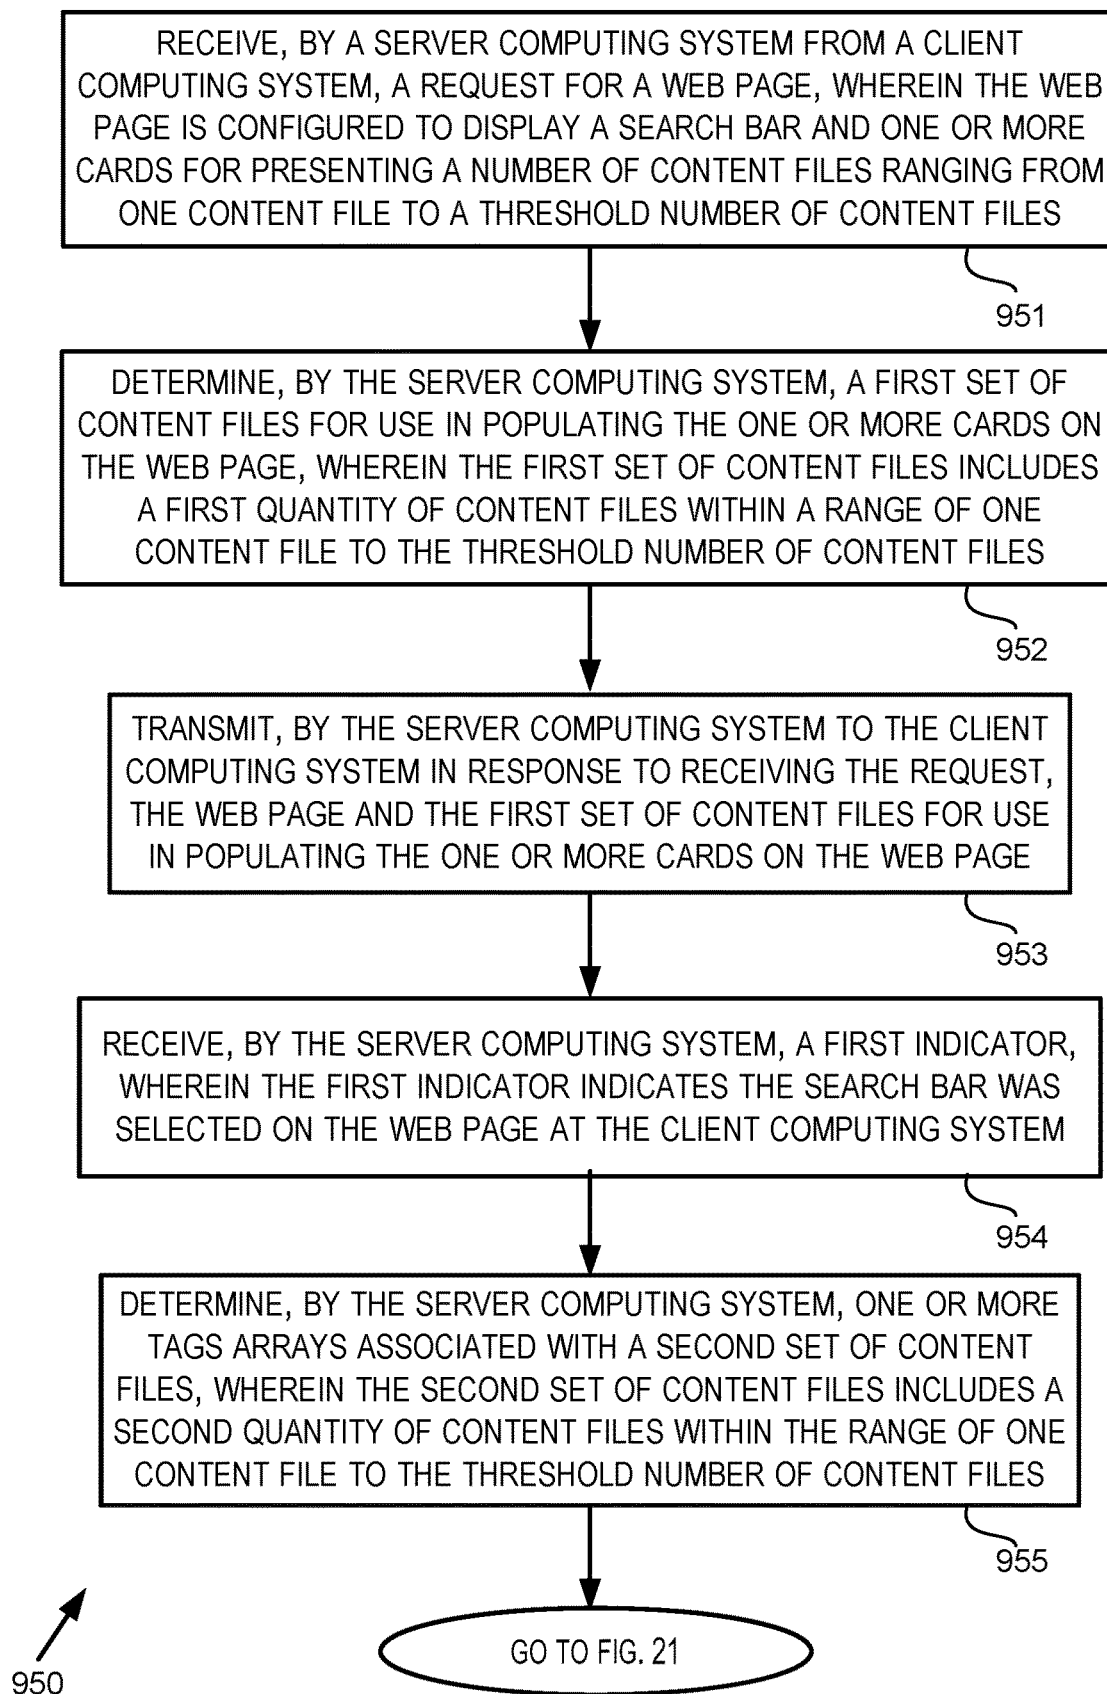 RECEIVE, BY A SERVER COMPUTING SYSTEM FROM A CLIENT
COMPUTING SYSTEM, A REQUEST FOR A WEB PAGE, WHEREIN THE WEB
PAGE IS CONFIGURED TO DISPLAY A SEARCH BAR AND ONE OR MORE
CARDS FOR PRESENTING A NUMBER OF CONTENT FILES RANGING FROM
ONE CONTENT FILE TO A THRESHOLD NUMBER OF CONTENT FILES
951
DETERMINE, BY THE SERVER COMPUTING SYSTEM, A FIRST SET OF
CONTENT FILES FOR USE IN POPULATING THE ONE OR MORE CARDS ON
THE WEB PAGE, WHEREIN THE FIRST SET OF CONTENT FILES INCLUDES
A FIRST QUANTITY OF CONTENT FILES WITHIN A RANGE OF ONE
CONTENT FILE TO THE THRESHOLD NUMBER OF CONTENT FILES
952
TRANSMIT, BY THE SERVER COMPUTING SYSTEM TO THE CLIENT
COMPUTING SYSTEM IN RESPONSE TO RECEIVING THE REQUEST,
THE WEB PAGE AND THE FIRST SET OF CONTENT FILES FOR USE
IN POPULATING THE ONE OR MORE CARDS ON THE WEB PAGE
953
RECEIVE, BY THE SERVER COMPUTING SYSTEM, A FIRST INDICATOR,
WHEREIN THE FIRST INDICATOR INDICATES THE SEARCH BAR WAS
SELECTED ON THE WEB PAGE AT THE CLIENT COMPUTING SYSTEM
954
DETERMINE, BY THE SERVER COMPUTING SYSTEM, ONE OR MORE
TAGS ARRAYS ASSOCIATED WITH A SECOND SET OF CONTENT
FILES, WHEREIN THE SECOND SET OF CONTENT FILES INCLUDES A
SECOND QUANTITY OF CONTENT FILES WITHIN THE RANGE OF ONE
CONTENT FILE TO THE THRESHOLD NUMBER OF CONTENT FILES
955
GO TO FIG. 21
950